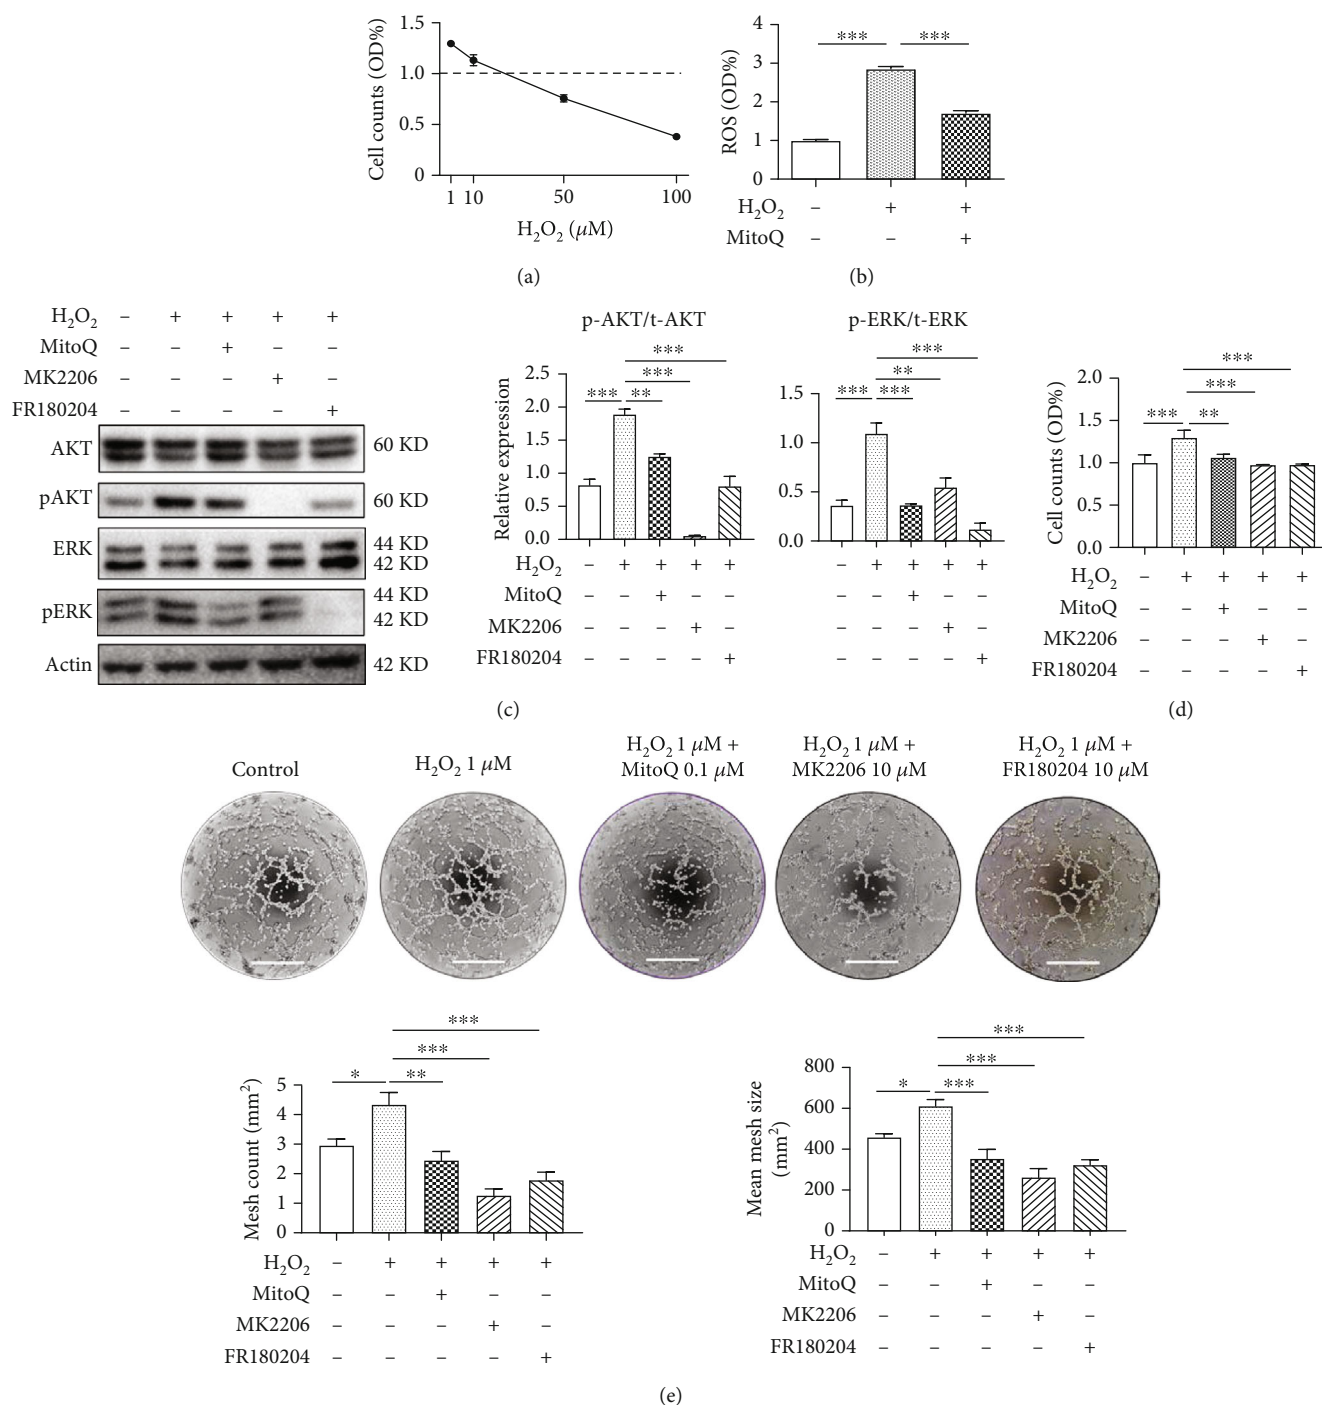 Cell counts (OD%)
1.5
1.0
0.5
0
1 10 50 100
H₂O₂ (μM)
(a)
ROS (OD%)
4
3
2
1
0
*** ***
H₂O₂ – + +
MitoQ – – +
(b)
H₂O₂ – + + + +
MitoQ – – + – –
MK2206 – – – + –
FR180204 – – – – +
AKT 60 KD
pAKT 60 KD
ERK 44 KD
42 KD
pERK 44 KD
42 KD
Actin 42 KD
p-AKT/t-AKT
Relative expression
2.5
2.0
1.5
1.0
0.5
0.0
***
***
*** **
H₂O₂ – + + + +
MitoQ – – + – –
MK2206 – – – + –
FR180204 – – – – +
p-ERK/t-ERK
1.5
1.0
0.5
0.0
***
**
*** ***
– + + + +
– – + – –
– – – + –
– – – – +
(c)
Cell counts (OD%)
2.0
1.5
1.0
0.5
0.0
***
***
*** **
H₂O₂ – + + + +
MitoQ – – + – –
MK2206 – – – + –
FR180204 – – – – +
(d)
Control
H₂O₂ 1 μM
H₂O₂ 1 μM +
MitoQ 0.1 μM
H₂O₂ 1 μM +
MK2206 10 μM
H₂O₂ 1 μM +
FR180204 10 μM
Mesh count (mm²)
5
4
3
2
1
0
***
***
* **
H₂O₂ – + + + +
MitoQ – – + – –
MK2206 – – – + –
FR180204 – – – – +
Mean mesh size
(mm²)
800
600
400
200
0
***
***
* ***
H₂O₂ – + + + +
MitoQ – – + – –
MK2206 – – – + –
FR180204 – – – – +
(e)